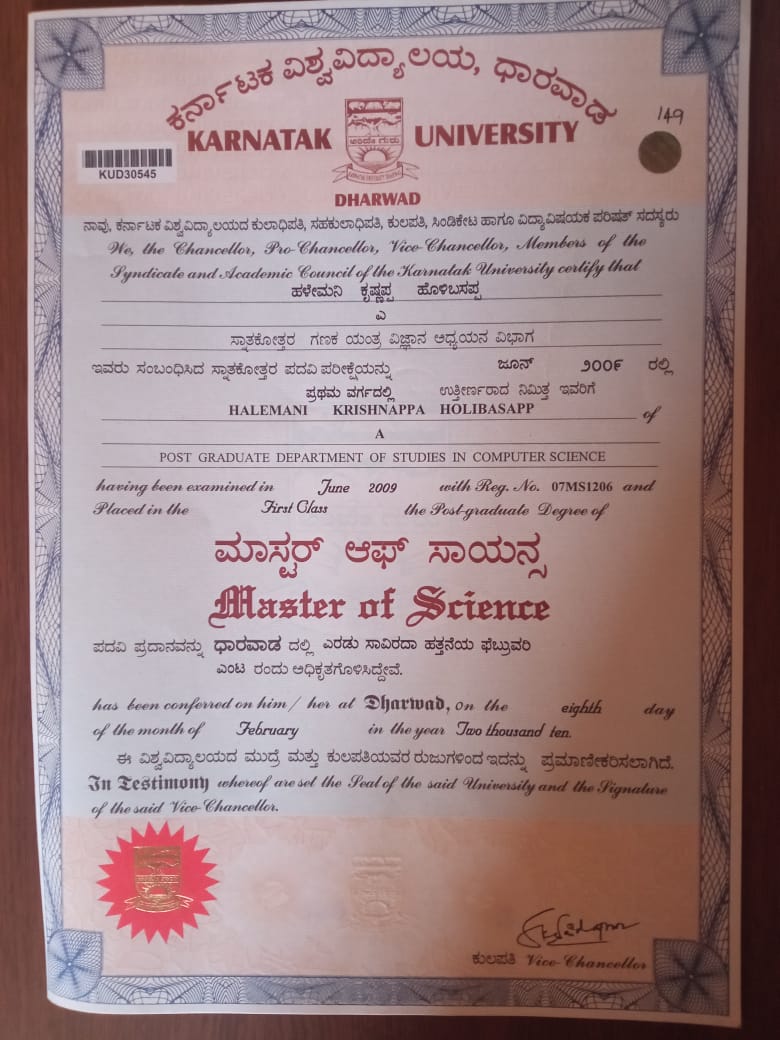 ಕರ್ನಾಟಕ ವಿಶ್ವವಿದ್ಯಾಲಯ, ಧಾರವಾಡ
149
KARNATAK UNIVERSITY
KUD30545
DHARWAD
ನಾವು, ಕರ್ನಾಟಕ ವಿಶ್ವವಿದ್ಯಾಲಯದ ಕುಲಾಧಿಪತಿ, ಸಹಕುಲಾಧಿಪತಿ, ಕುಲಪತಿ, ಸಿಂಡಿಕೇಟ ಹಾಗೂ ವಿದ್ಯಾವಿಷಯಕ ಪರಿಷತ್ ಸದಸ್ಯರು
We, the Chancellor, Pro-Chancellor, Vice-Chancellor, Members of the
Syndicate and Academic Council of the Karnatak University certify that
ಹಳೇಮನಿ ಕೃಷ್ಣಪ್ಪ ಹೊಳಿಬಸಪ್ಪ
ಎ
ಸ್ನಾತಕೋತ್ತರ ಗಣಕ ಯಂತ್ರ ವಿಜ್ಞಾನ ಅಧ್ಯಯನ ವಿಭಾಗ
ಇವರು ಸಂಬಂಧಿಸಿದ ಸ್ನಾತಕೋತ್ತರ ಪದವಿ ಪರೀಕ್ಷೆಯನ್ನು ಜೂನ್ ೨೦೦೯ ರಲ್ಲಿ
ಪ್ರಥಮ ವರ್ಗದಲ್ಲಿ ಉತ್ತೀರ್ಣರಾದ ನಿಮಿತ್ತ ಇವರಿಗೆ
HALEMANI KRISHNAPPA HOLIBASAPP of
A
POST GRADUATE DEPARTMENT OF STUDIES IN COMPUTER SCIENCE
having been examined in June 2009 with Reg. No. 07MS1206 and
Placed in the First Class the Post-graduate Degree of
ಮಾಸ್ಟರ್ ಆಫ್ ಸಾಯನ್ಸ
Master of Science
ಪದವಿ ಪ್ರದಾನವನ್ನು ಧಾರವಾಡ ದಲ್ಲಿ ಎರಡು ಸಾವಿರದಾ ಹತ್ತನೆಯ ಫೆಬ್ರುವರಿ
ಎಂಟ ರಂದು ಅಧಿಕೃತಗೊಳಿಸಿದ್ದೇವೆ.
has been conferred on him / her at Dharwad, on the eighth day
of the month of February in the year Two thousand ten.
ಈ ವಿಶ್ವವಿದ್ಯಾಲಯದ ಮುದ್ರೆ ಮತ್ತು ಕುಲಪತಿಯವರ ರುಜುಗಳಿಂದ ಇದನ್ನು ಪ್ರಮಾಣೀಕರಿಸಲಾಗಿದೆ.
In Testimony whereof are set the Seal of the said University and the Signature
of the said Vice-Chancellor.
ಕುಲಪತಿ Vice-Chancellor